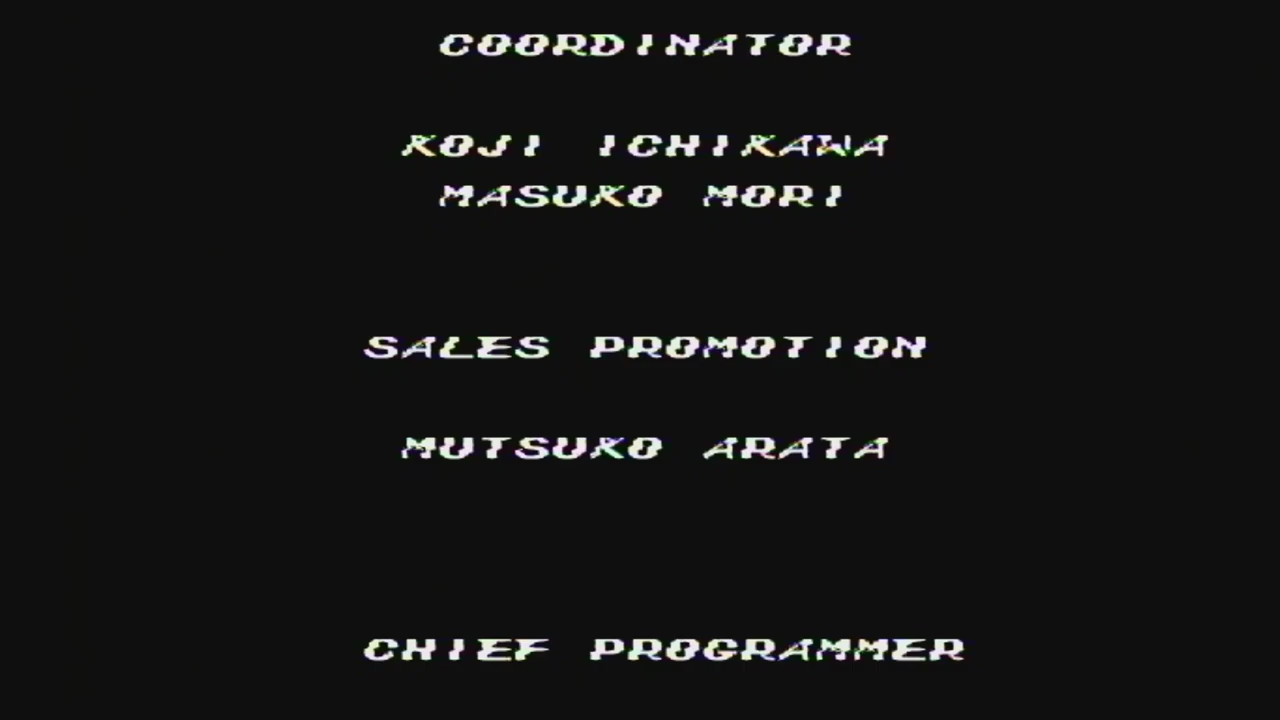 COORDINATOR
KOJI ICHIKAWA
MASUKO MORI
SALES PROMOTION
MUTSUKO ARATA
CHIEF PROGRAMMER